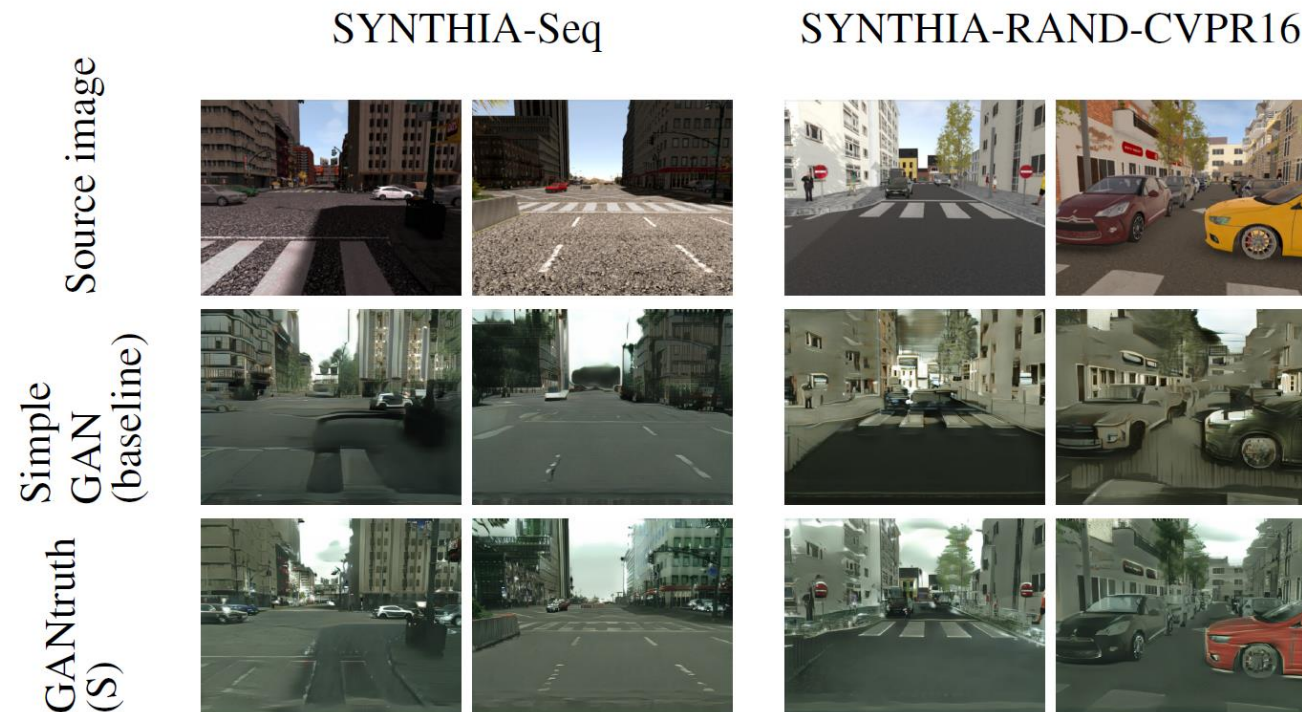 SYNTHIA-Seq
SYNTHIA-RAND-CVPR16
Source image
Simple
GAN
(baseline)
GANtruth
(S)